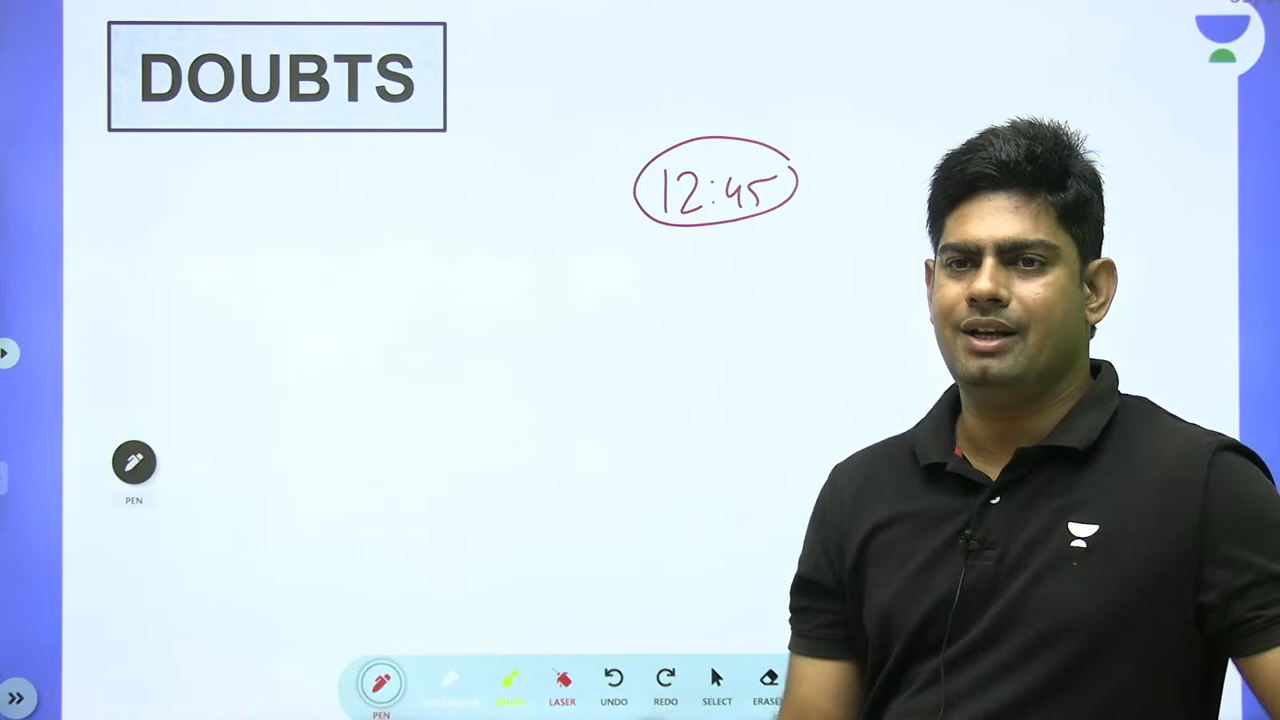 DOUBTS
12:45
PEN
LASER
UNDO
REDO
SELECT
ERASE
PEN